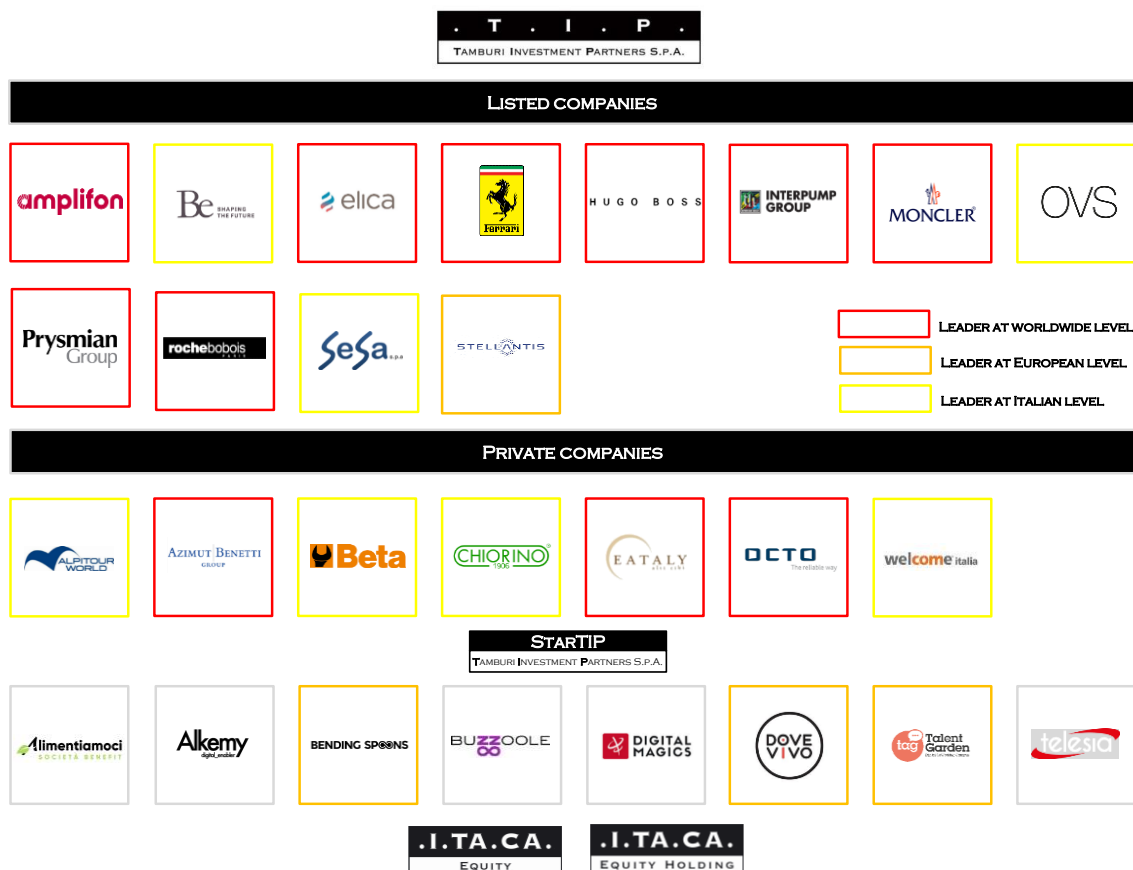 . T . I . P .
TAMBURI INVESTMENT PARTNERS S.P.A.
LISTED COMPANIES
amplifon
Be SHAPING
THE FUTURE
elica
Ferrari
HUGO BOSS
INTERPUMP
GROUP
MONCLER
OVS
Prysmian
Group
rochebobois
PARIS
SeSa s.p.a
STELLANTIS
LEADER AT WORLDWIDE LEVEL
LEADER AT EUROPEAN LEVEL
LEADER AT ITALIAN LEVEL
PRIVATE COMPANIES
ALPITOUR
WORLD
AZIMUT BENETTI
GROUP
Beta
CHIORINO
1906
EATALY
alti cibi
OCTO
The reliable way
welcome italia
STARTIP
TAMBURI INVESTMENT PARTNERS S.P.A.
Alimentiamoci
SOCIETÀ BENEFIT
Alkemy
digital_enabler
BENDING SPOONS
BUZZOOLE
DIGITAL
MAGICS
DOVE
VIVO
tag
Talent
Garden
telesia
.I.TA.CA.
EQUITY
.I.TA.CA.
EQUITY HOLDING